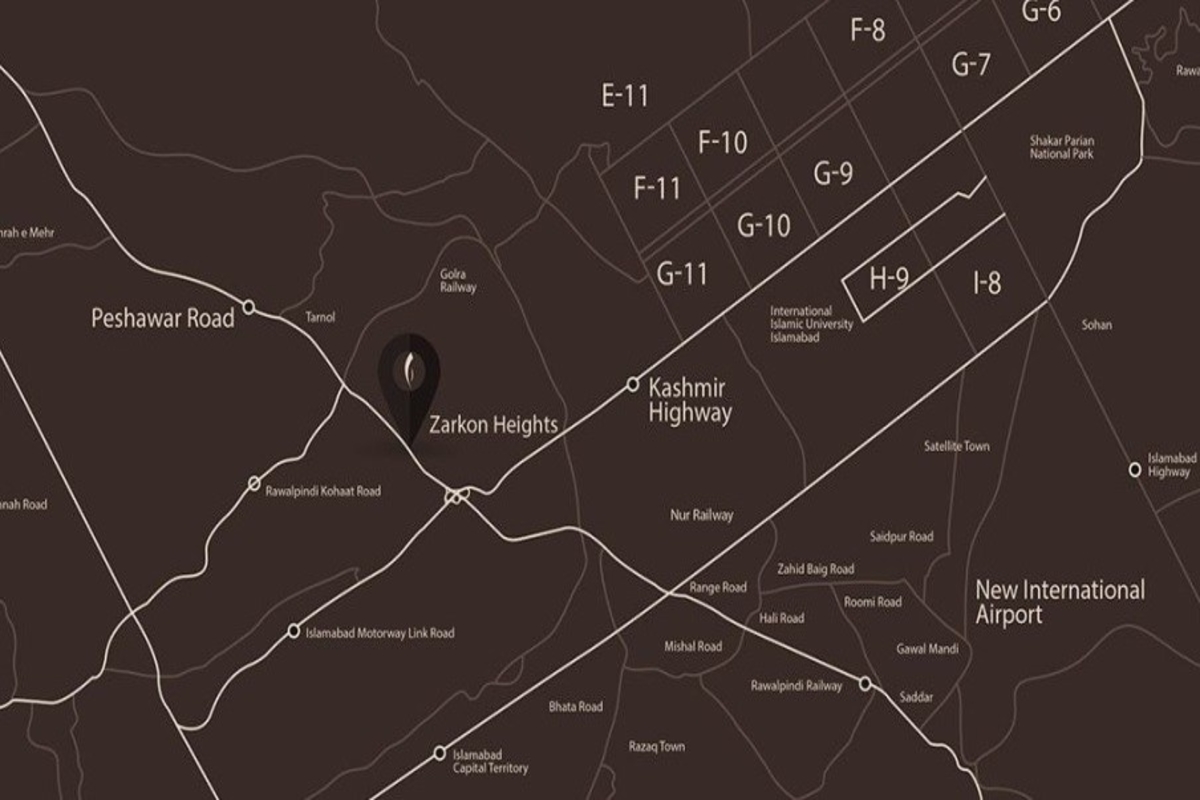 G-6
F-8
G-7
Rawa
E-11
F-10
Shakar Parian
National Park
F-11
G-9
G-10
hrah e Mehr
Golra
Railway
G-11
H-9
I-8
Peshawar Road
Tarnol
International
Islamic University
Islamabad
Sohan
Kashmir
Highway
Zarkon Heights
Satellite Town
Islamabad
Highway
Rawalpindi Kohaat Road
nnah Road
Nur Railway
Saidpur Road
Zahid Baig Road
Range Road
New International
Airport
Roomi Road
Hali Road
Islamabad Motorway Link Road
Mishal Road
Gawal Mandi
Rawalpindi Railway
Saddar
Bhata Road
Razaq Town
Islamabad
Capital Territory